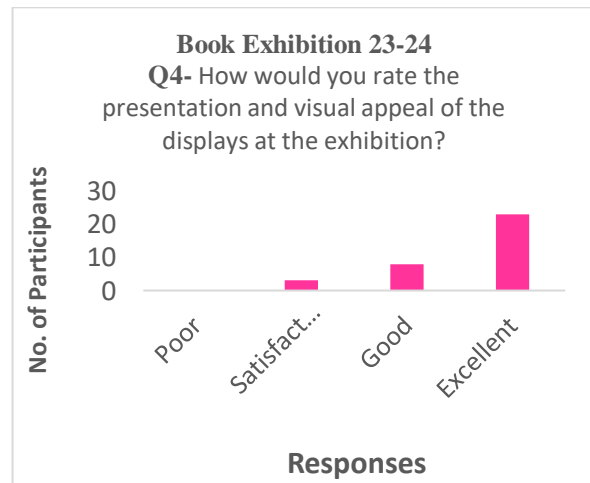 Book Exhibition 23-24
Q4- How would you rate the
presentation and visual appeal of the
displays at the exhibition?
No. of Participants
30
20
10
0
Poor
Satisfact...
Good
Excellent
Responses